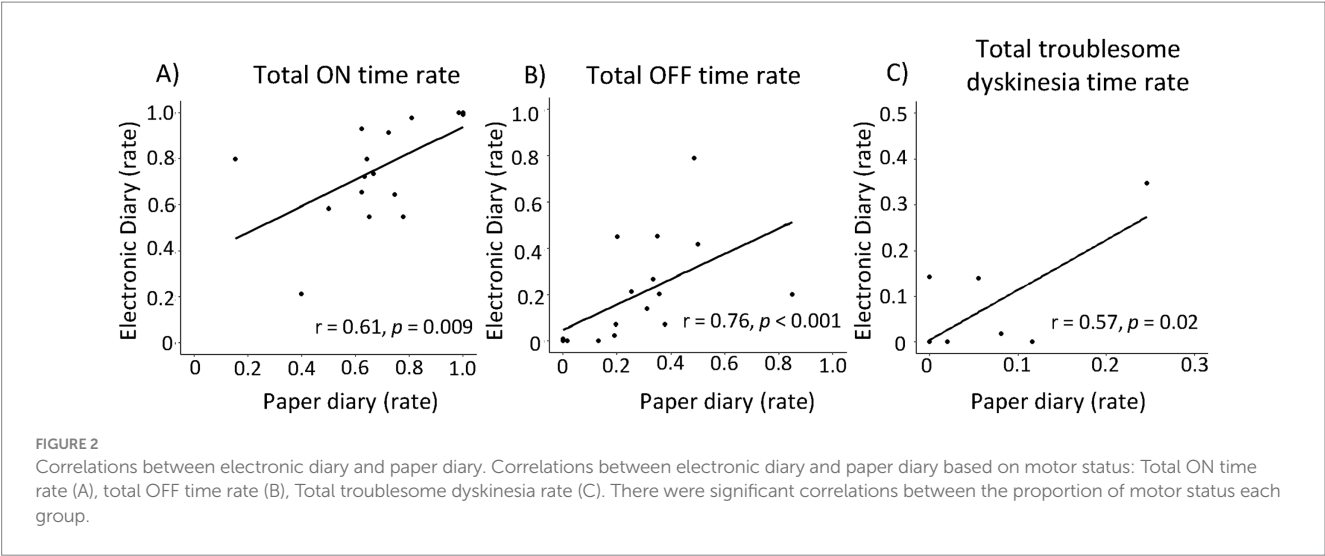 A)
Total ON time rate
Electronic Diary (rate)
1.0
0.8
0.6
0.4
0.2
0
r = 0.61, p = 0.009
0 0.2 0.4 0.6 0.8 1.0
Paper diary (rate)
B)
Total OFF time rate
Electronic Diary (rate)
1.0
0.8
0.6
0.4
0.2
0
r = 0.76, p < 0.001
0 0.2 0.4 0.6 0.8 1.0
Paper diary (rate)
C)
Total troublesome
dyskinesia time rate
Electronic Diary (rate)
0.5
0.4
0.3
0.2
0.1
0
r = 0.57, p = 0.02
0 0.1 0.2 0.3
Paper diary (rate)
FIGURE 2
Correlations between electronic diary and paper diary. Correlations between electronic diary and paper diary based on motor status: Total ON time
rate (A), total OFF time rate (B), Total troublesome dyskinesia rate (C). There were significant correlations between the proportion of motor status each
group.